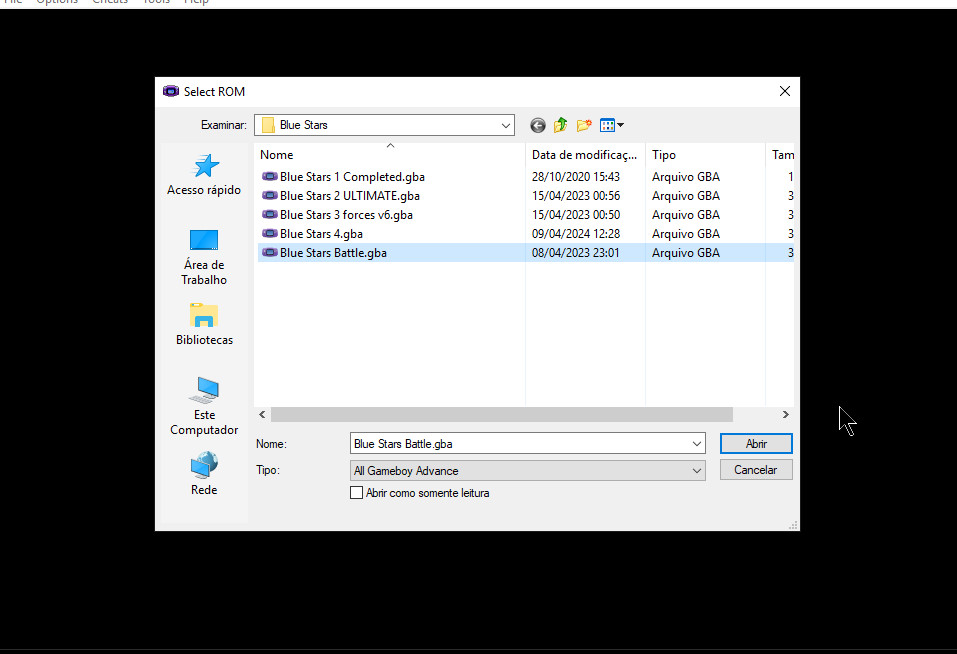 File Options Cheats Tools Help
Select ROM
Examinar: Blue Stars
Nome Data de modificaç... Tipo Tam
Blue Stars 1 Completed.gba 28/10/2020 15:43 Arquivo GBA 1
Blue Stars 2 ULTIMATE.gba 15/04/2023 00:56 Arquivo GBA 3
Blue Stars 3 forces v6.gba 15/04/2023 00:50 Arquivo GBA 3
Blue Stars 4.gba 09/04/2024 12:28 Arquivo GBA 3
Blue Stars Battle.gba 08/04/2023 23:01 Arquivo GBA 3
Acesso rápido
Área de
Trabalho
Bibliotecas
Este
Computador
Rede
Nome: Blue Stars Battle.gba Abrir
Tipo: All Gameboy Advance Cancelar
Abrir como somente leitura